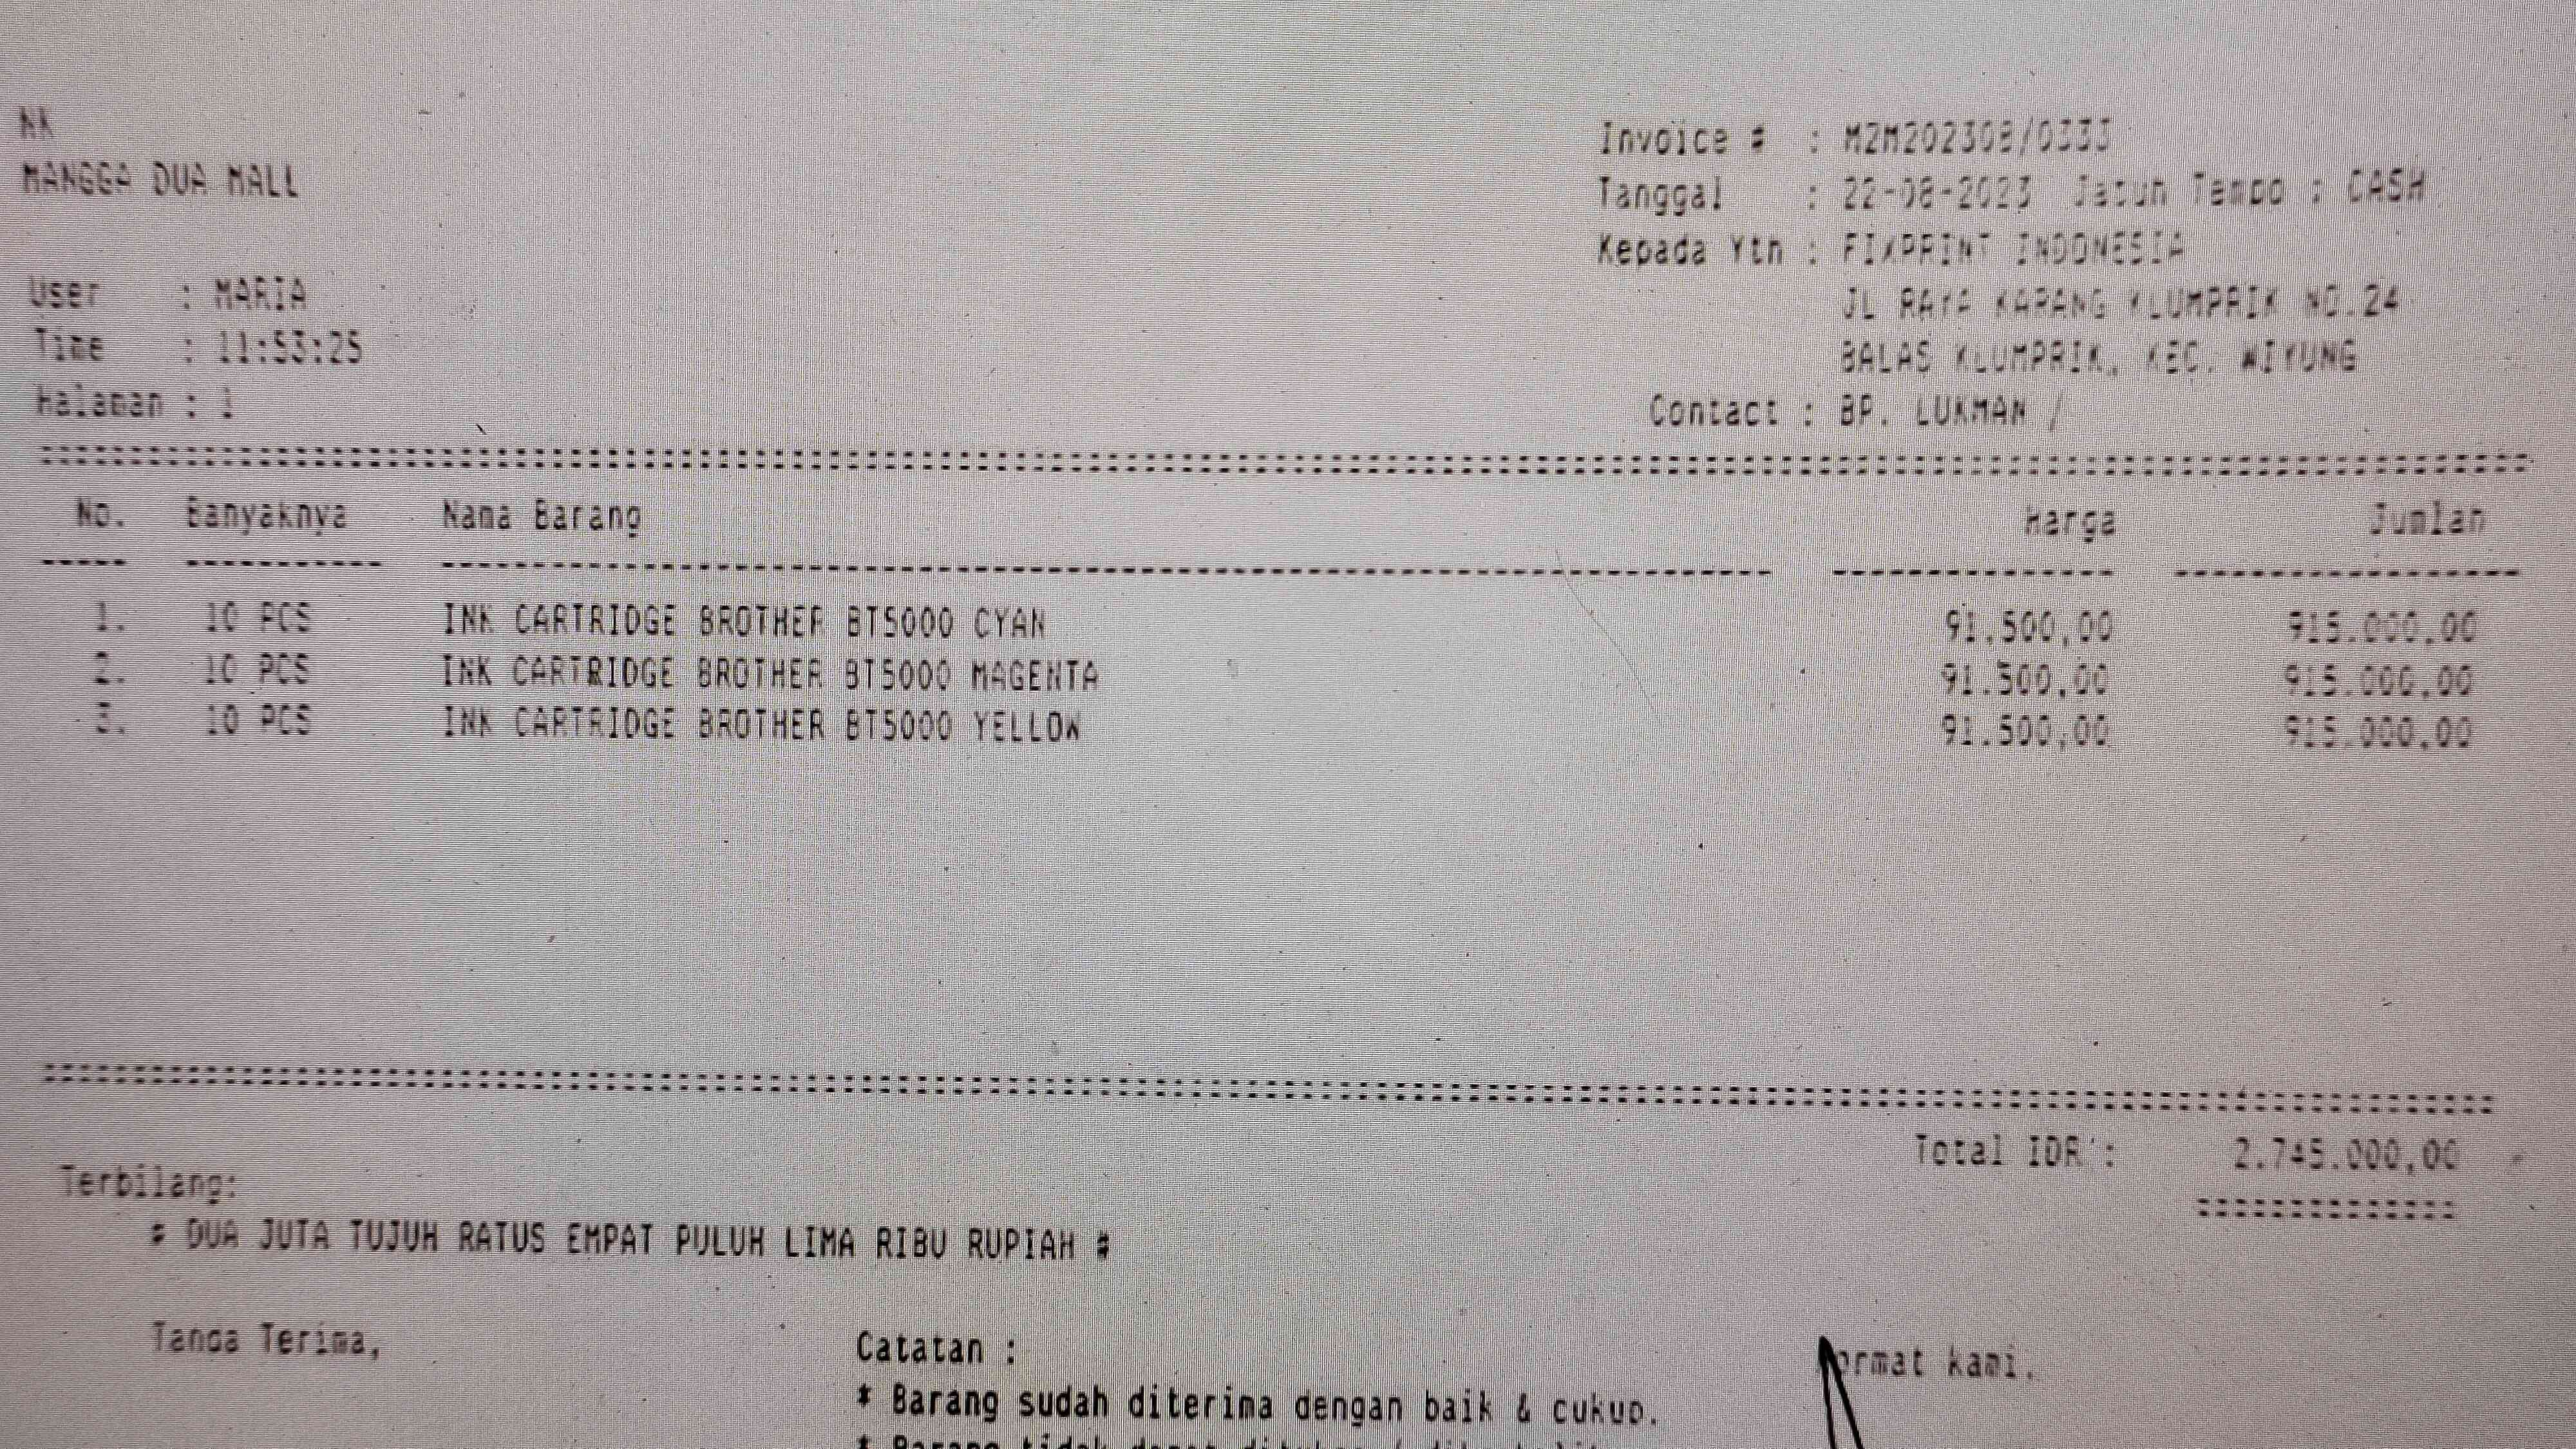 NK
MANGGA DUA MALL
Invoice # : M2M202308/0333
Tanggal : 22-08-2023 Jatuh Tempo : CASH
Kepada Yth : FIXPRINT INDONESIA
JL RAYA KARANG KLUMPRIK NO.24
BALAS KLUMPRIK, KEC. WIYUNG
Contact : BP. LUKMAN /
User : MARIA
Time : 11:53:25
Halaman : 1
No. Banyaknya Nama Barang Harga Jumlah
1. 10 PCS INK CARTRIDGE BROTHER BT5000 CYAN 91.500,00 915.000,00
2. 10 PCS INK CARTRIDGE BROTHER BT5000 MAGENTA 91.500,00 915.000,00
3. 10 PCS INK CARTRIDGE BROTHER BT5000 YELLOW 91.500,00 915.000,00
Total IDR : 2.745.000,00
Terbilang:
# DUA JUTA TUJUH RATUS EMPAT PULUH LIMA RIBU RUPIAH #
Tanda Terima,
Catatan :
* Barang sudah diterima dengan baik & cukup.
* Barang tidak
ormat kami.